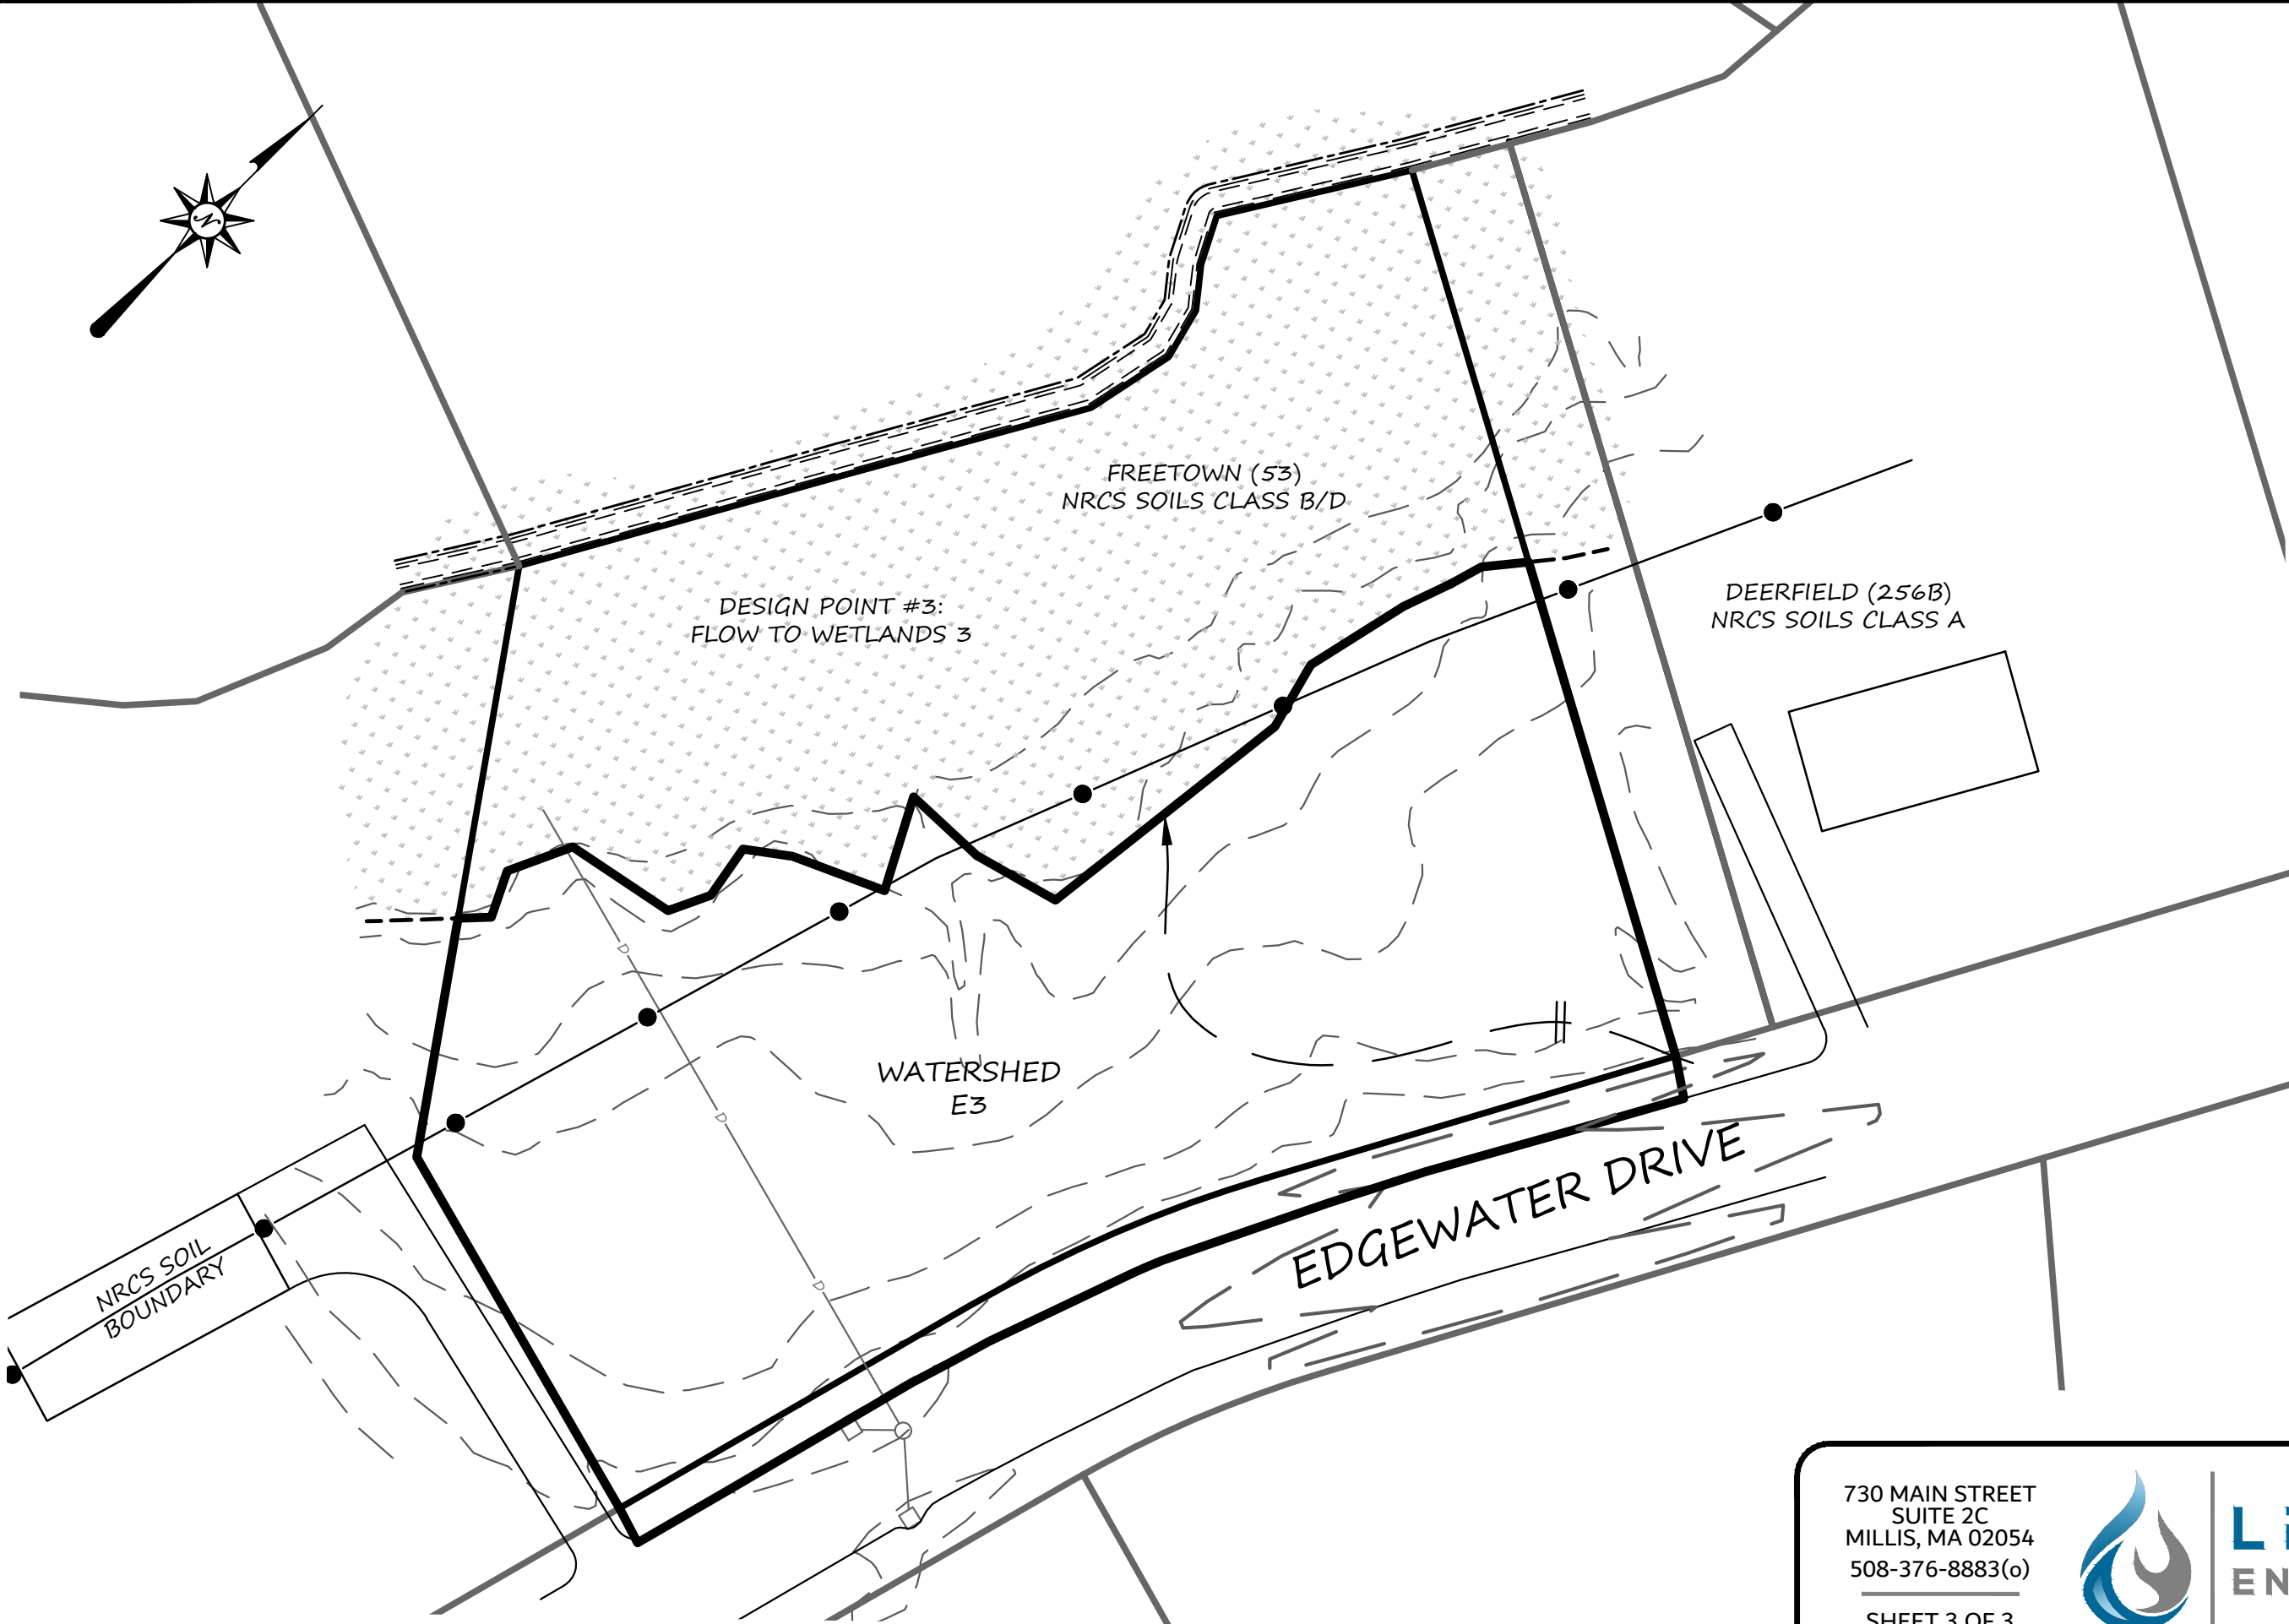 N
FREETOWN (53)
NRCS SOILS CLASS B/D
DESIGN POINT #3:
FLOW TO WETLANDS 3
DEERFIELD (256B)
NRCS SOILS CLASS A
D
WATERSHED
E3
D
EDGEWATER DRIVE
NRCS SOIL
BOUNDARY
D
730 MAIN STREET
SUITE 2C
MILLIS, MA 02054
508-376-8883(o)
SHEET 3 OF 3
L
EN